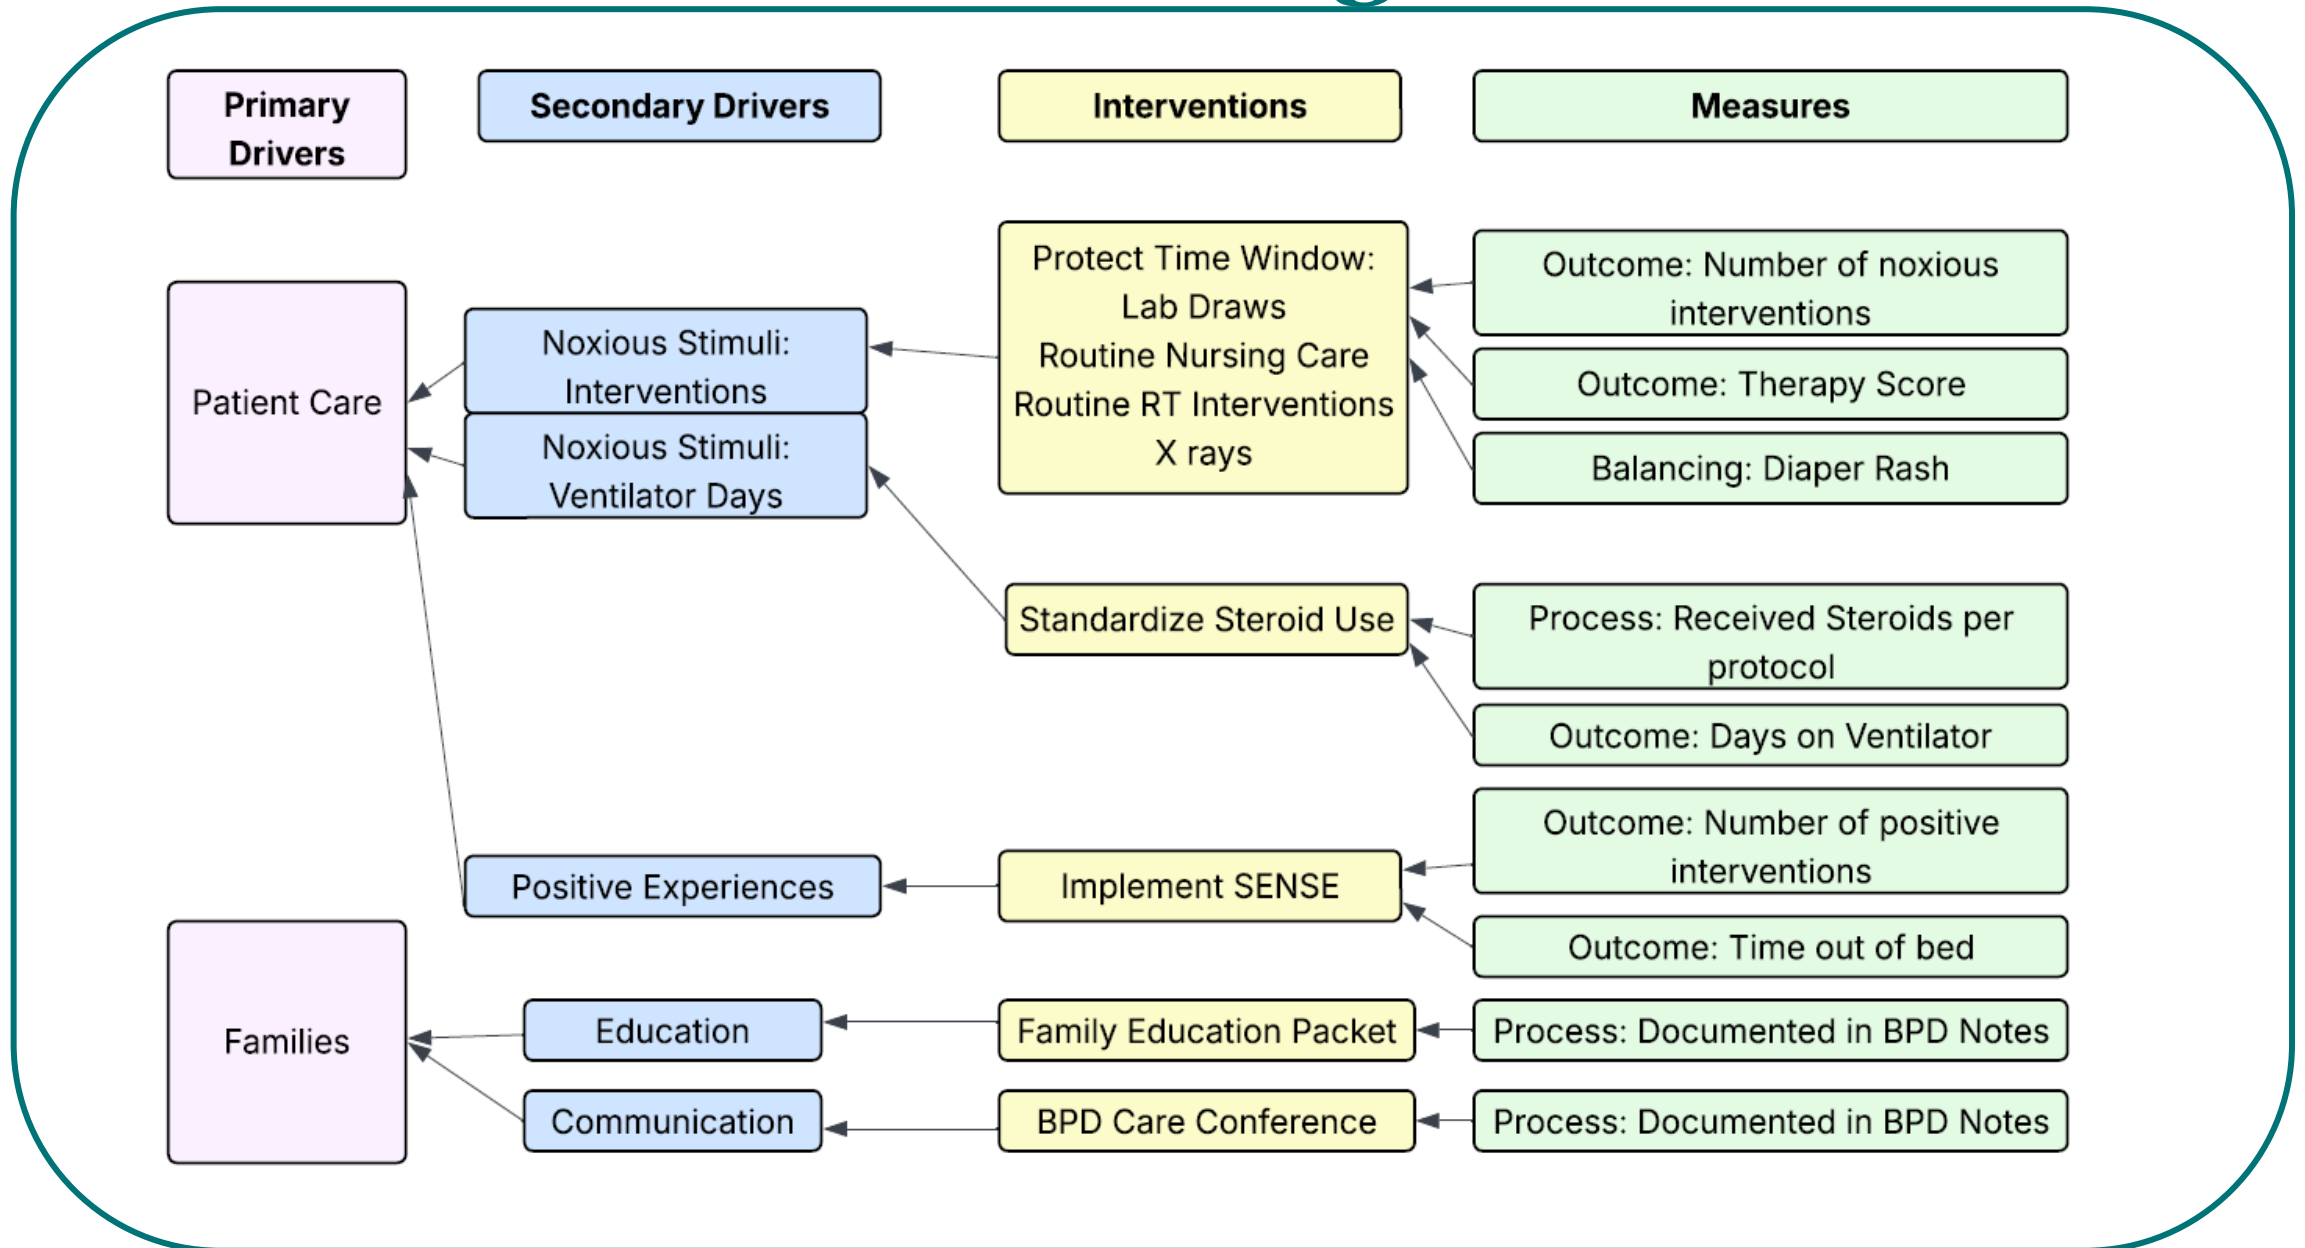 Primary
Drivers
Secondary Drivers
Interventions
Measures
Patient Care
Noxious Stimuli:
Interventions
Noxious Stimuli:
Ventilator Days
Protect Time Window:
Lab Draws
Routine Nursing Care
Routine RT Interventions
X rays
Outcome: Number of noxious
interventions
Outcome: Therapy Score
Balancing: Diaper Rash
Standardize Steroid Use
Process: Received Steroids per
protocol
Outcome: Days on Ventilator
Positive Experiences
Implement SENSE
Outcome: Number of positive
interventions
Outcome: Time out of bed
Families
Education
Family Education Packet
Process: Documented in BPD Notes
Communication
BPD Care Conference
Process: Documented in BPD Notes